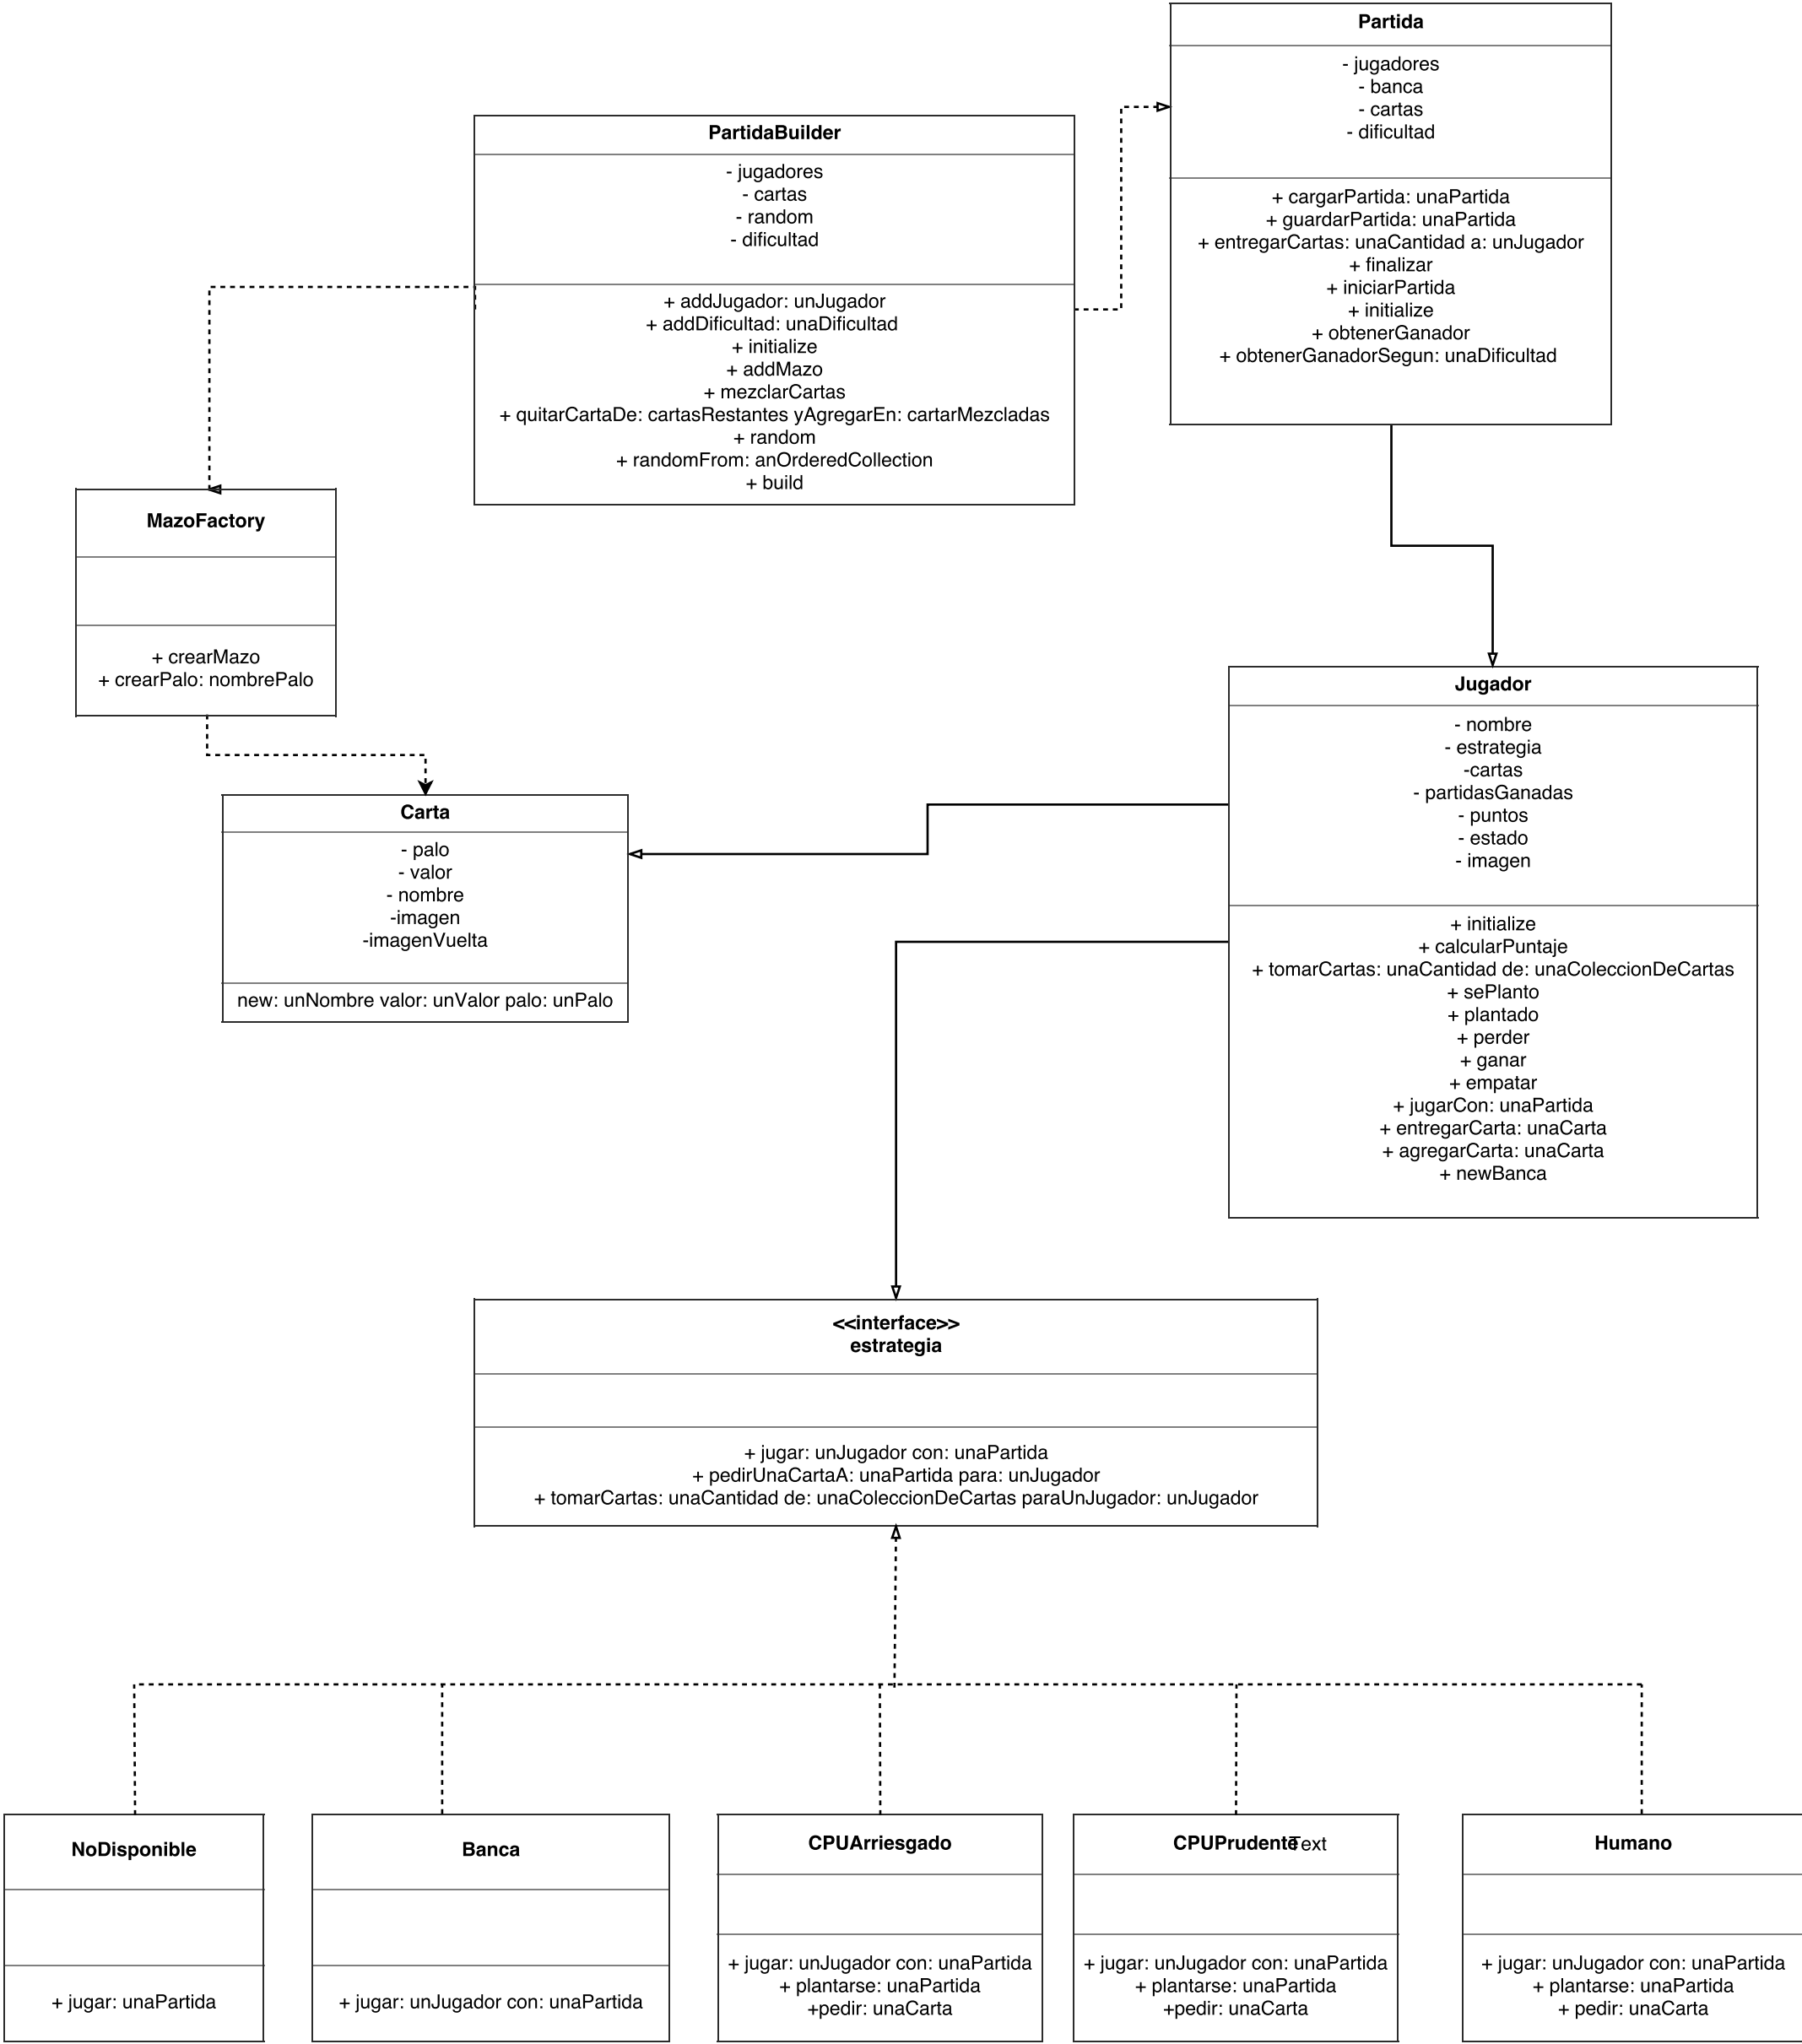 Partida
- jugadores
- banca
- cartas
- dificultad
+ cargarPartida: unaPartida
+ guardarPartida: unaPartida
+ entregarCartas: unaCantidad a: unJugador
+ finalizar
+ iniciarPartida
+ initialize
+ obtenerGanador
+ obtenerGanadorSegun: unaDificultad
PartidaBuilder
- jugadores
- cartas
- random
- dificultad
+ addJugador: unJugador
+ addDificultad: unaDificultad
+ initialize
+ addMazo
+ mezclarCartas
+ quitarCartaDe: cartasRestantes yAgregarEn: cartarMezcladas
+ random
+ randomFrom: anOrderedCollection
+ build
MazoFactory
+ crearMazo
+ crearPalo: nombrePalo
Jugador
- nombre
- estrategia
-cartas
- partidasGanadas
- puntos
- estado
- imagen
+ initialize
+ calcularPuntaje
+ tomarCartas: unaCantidad de: unaColeccionDeCartas
+ sePlanto
+ plantado
+ perder
+ ganar
+ empatar
+ jugarCon: unaPartida
+ entregarCarta: unaCarta
+ agregarCarta: unaCarta
+ newBanca
Carta
- palo
- valor
- nombre
-imagen
-imagenVuelta
new: unNombre valor: unValor palo: unPalo
<<interface>>
estrategia
+ jugar: unJugador con: unaPartida
+ pedirUnaCartaA: unaPartida para: unJugador
+ tomarCartas: unaCantidad de: unaColeccionDeCartas paraUnJugador: unJugador
NoDisponible
+ jugar: unaPartida
Banca
+ jugar: unJugador con: unaPartida
CPUArriesgado
+ jugar: unJugador con: unaPartida
+ plantarse: unaPartida
+pedir: unaCarta
CPUPrudente
Text
+ jugar: unJugador con: unaPartida
+ plantarse: unaPartida
+pedir: unaCarta
Humano
+ jugar: unJugador con: unaPartida
+ plantarse: unaPartida
+ pedir: unaCarta